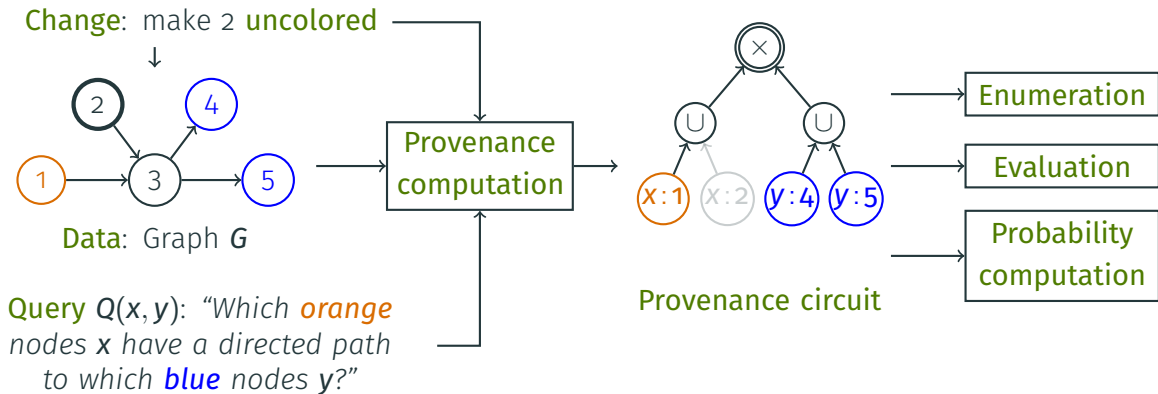 Change: make 2 uncolored
2
4
1
3
5
Data: Graph G
Query Q(x, y): “Which orange
nodes x have a directed path
to which blue nodes y?”
Provenance
computation
×
∪
∪
x:1
x:2
y:4
y:5
Provenance circuit
Enumeration
Evaluation
Probability
computation